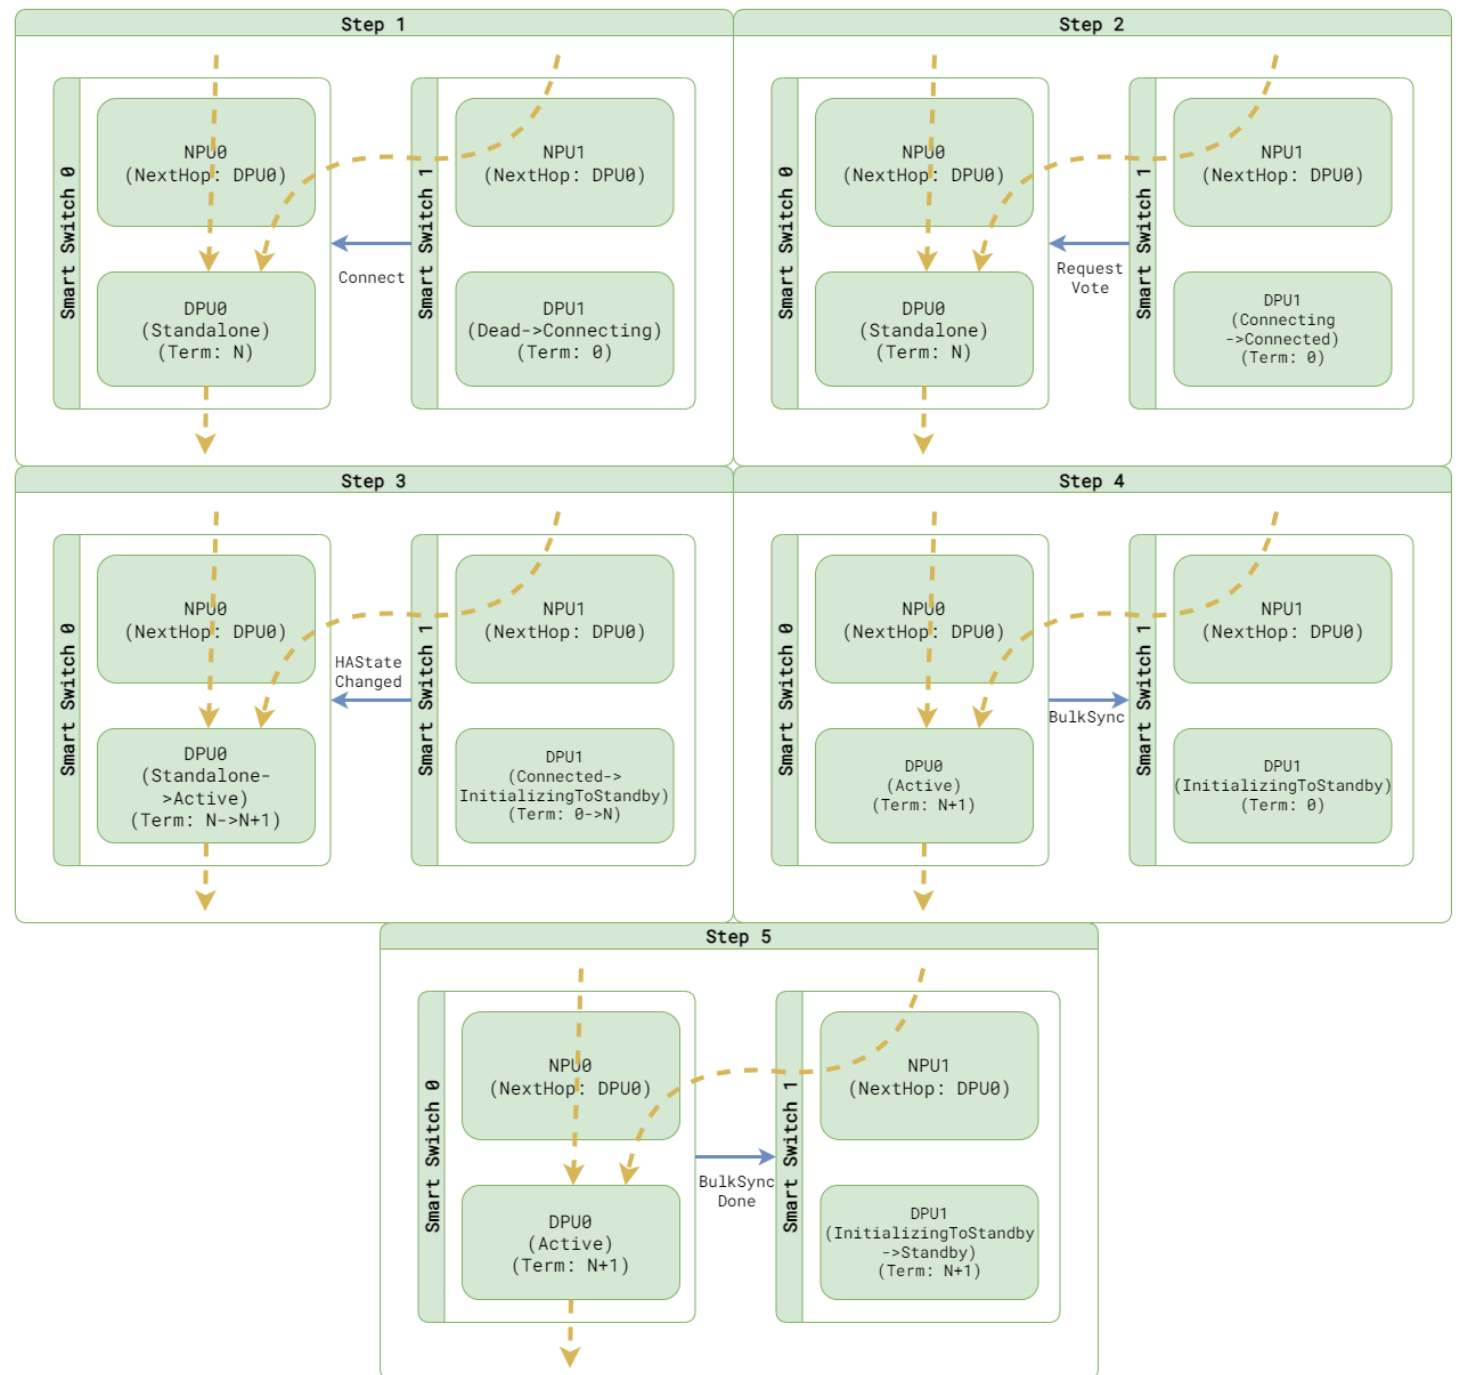 Step 1
Smart Switch 0
NPU0
(NextHop: DPU0)
DPU0
(Standalone)
(Term: N)
Connect
Smart Switch 1
NPU1
(NextHop: DPU0)
DPU1
(Dead->Connecting)
(Term: 0)
Step 2
Smart Switch 0
NPU0
(NextHop: DPU0)
DPU0
(Standalone)
(Term: N)
Request
Vote
Smart Switch 1
NPU1
(NextHop: DPU0)
DPU1
(Connecting
->Connected)
(Term: 0)
Step 3
Smart Switch 0
NPU0
(NextHop: DPU0)
DPU0
(Standalone-
->Active)
(Term: N->N+1)
HAState
Changed
Smart Switch 1
NPU1
(NextHop: DPU0)
DPU1
(Connected->
InitializingToStandby)
(Term: 0->N)
Step 4
Smart Switch 0
NPU0
(NextHop: DPU0)
DPU0
(Active)
(Term: N+1)
BulkSync
Smart Switch 1
NPU1
(NextHop: DPU0)
DPU1
(InitializingToStandby)
(Term: 0)
Step 5
Smart Switch 0
NPU0
(NextHop: DPU0)
DPU0
(Active)
(Term: N+1)
BulkSync
Done
Smart Switch 1
NPU1
(NextHop: DPU0)
DPU1
(InitializingToStandby
->Standby)
(Term: N+1)